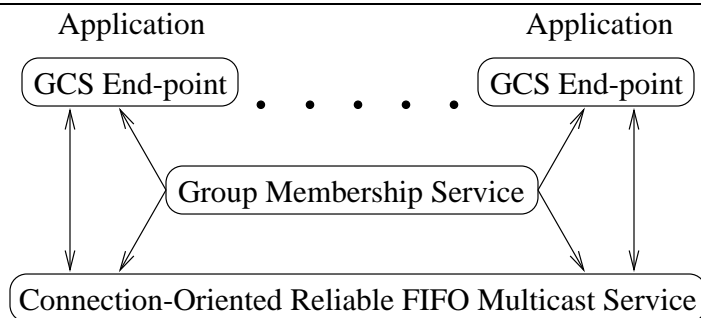 Application Application
GCS End-point GCS End-point
Group Membership Service
Connection-Oriented Reliable FIFO Multicast Service